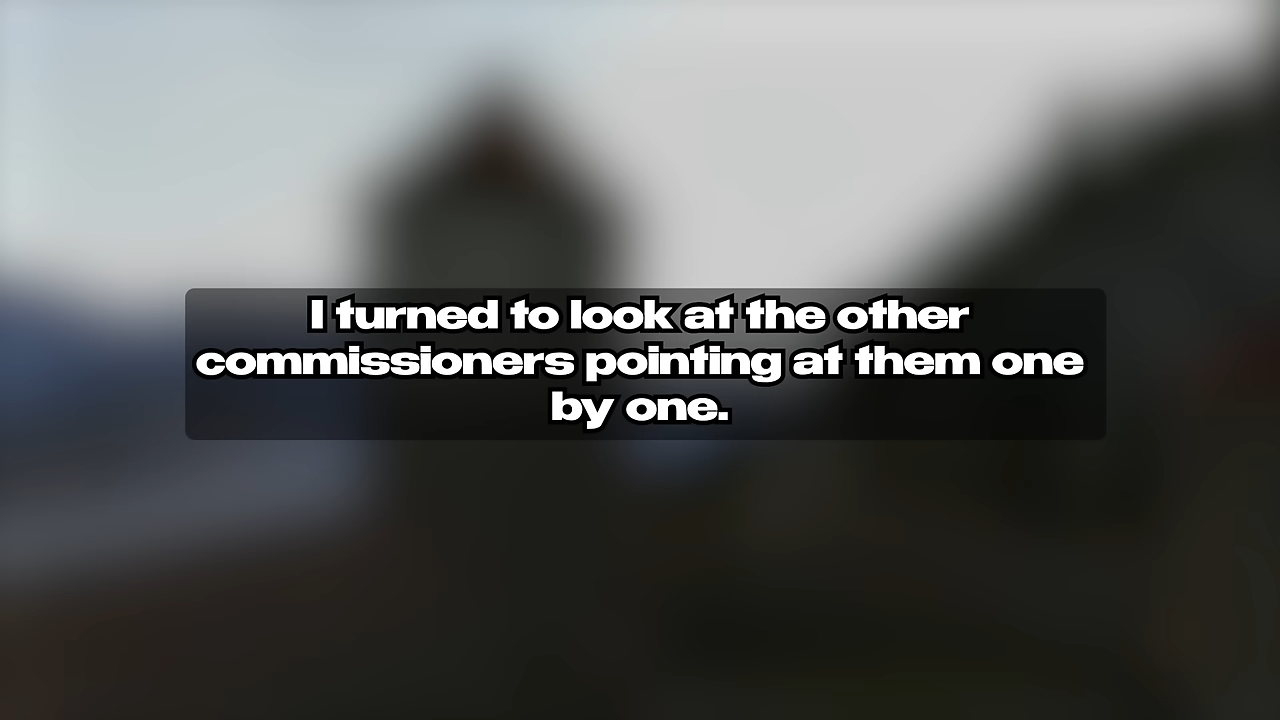 I turned to look at the other
commissioners pointing at them one
by one.